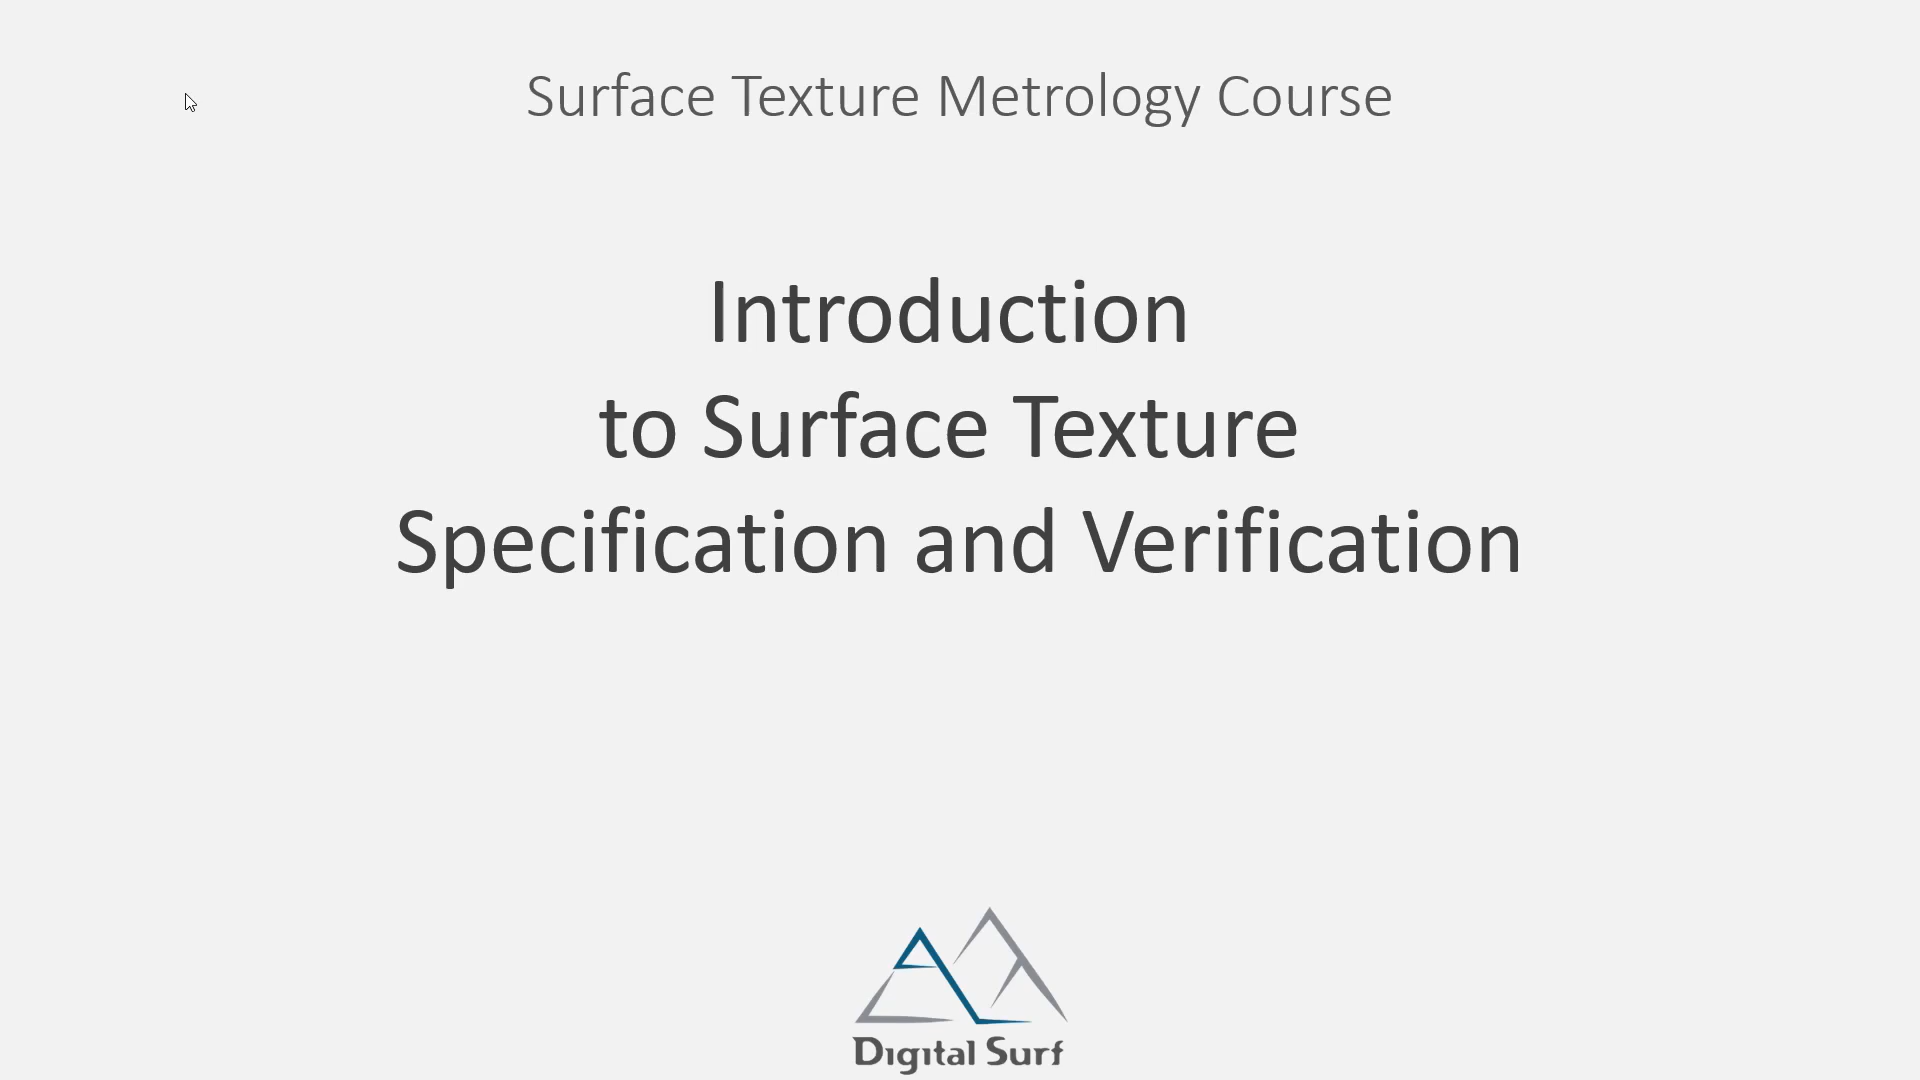 Surface Texture Metrology Course
Introduction
to Surface Texture
Specification and Verification
Digital Surf